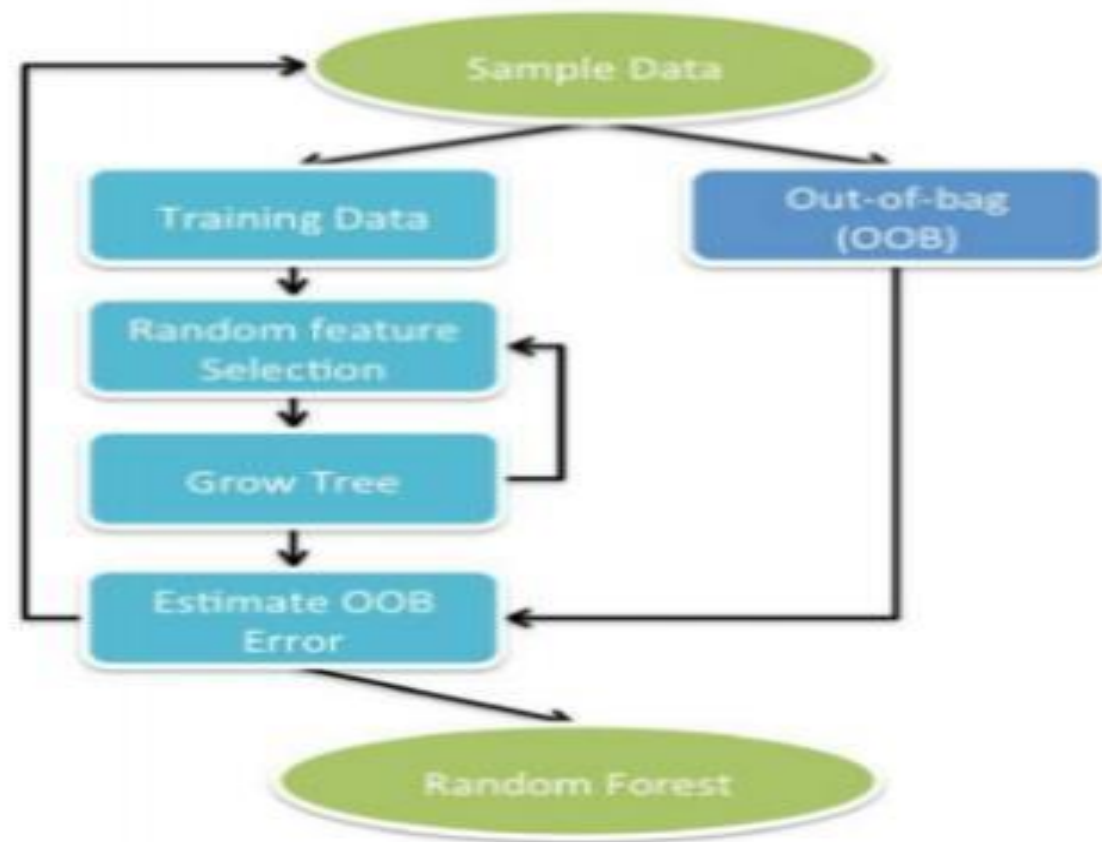 Sample Data
Training Data
Out-of-bag
(OOB)
Random feature
Selection
Grow Tree
Estimate OOB
Error
Random Forest